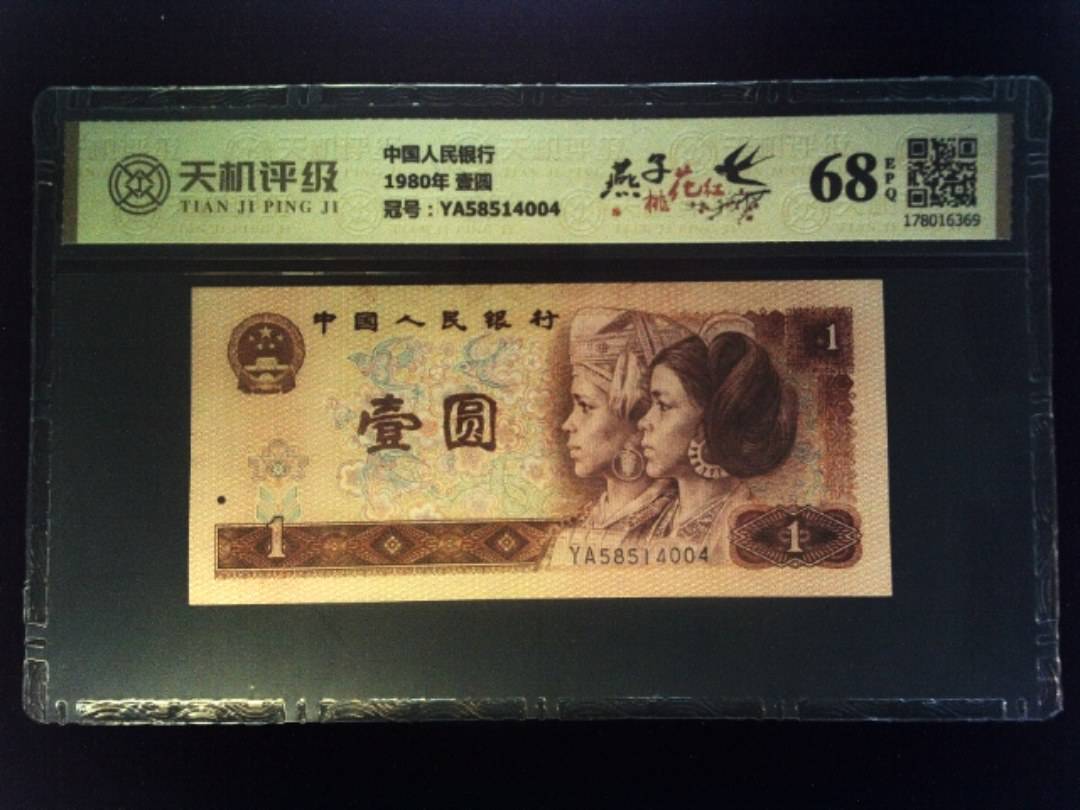 天机评级
TIAN JI PING JI
中国人民银行
1980年 壹圆
冠号：YA58514004
燕子
桃花红
68
EPQ
178016369
中國人民银行
1
壹圆
1
YA58514004
1